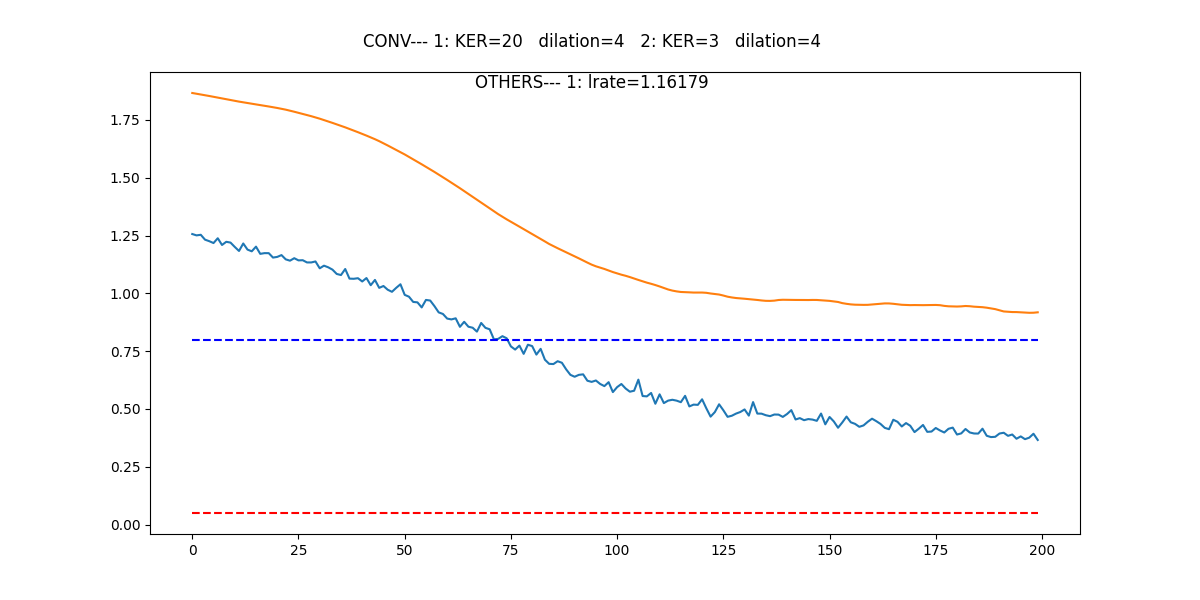 CONV--- 1: KER=20   dilation=4   2: KER=3   dilation=4
OTHERS--- 1: lrate=1.16179
1.75
1.50
1.25
1.00
0.75
0.50
0.25
0.00
0 25 50 75 100 125 150 175 200